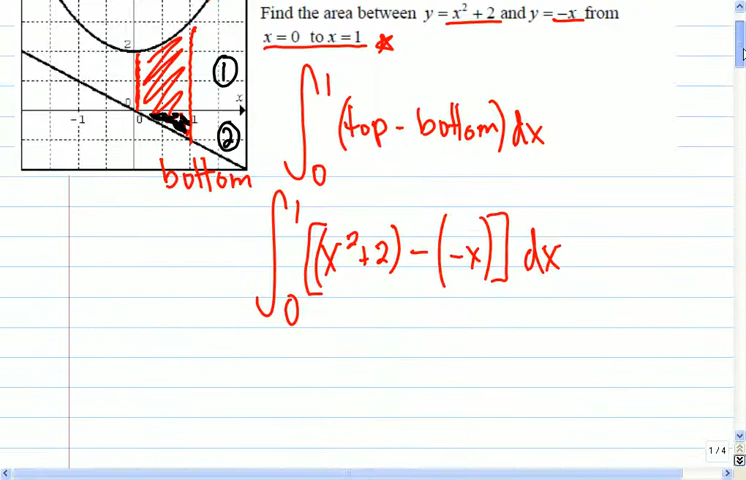 Find the area between y = x² + 2 and y = −x from
x = 0 to x = 1 *
2
①
x
-1 0 1
②
bottom
∫₀¹ (top - bottom) dx
∫₀¹ [(x² + 2) - (-x)] dx
1 / 4